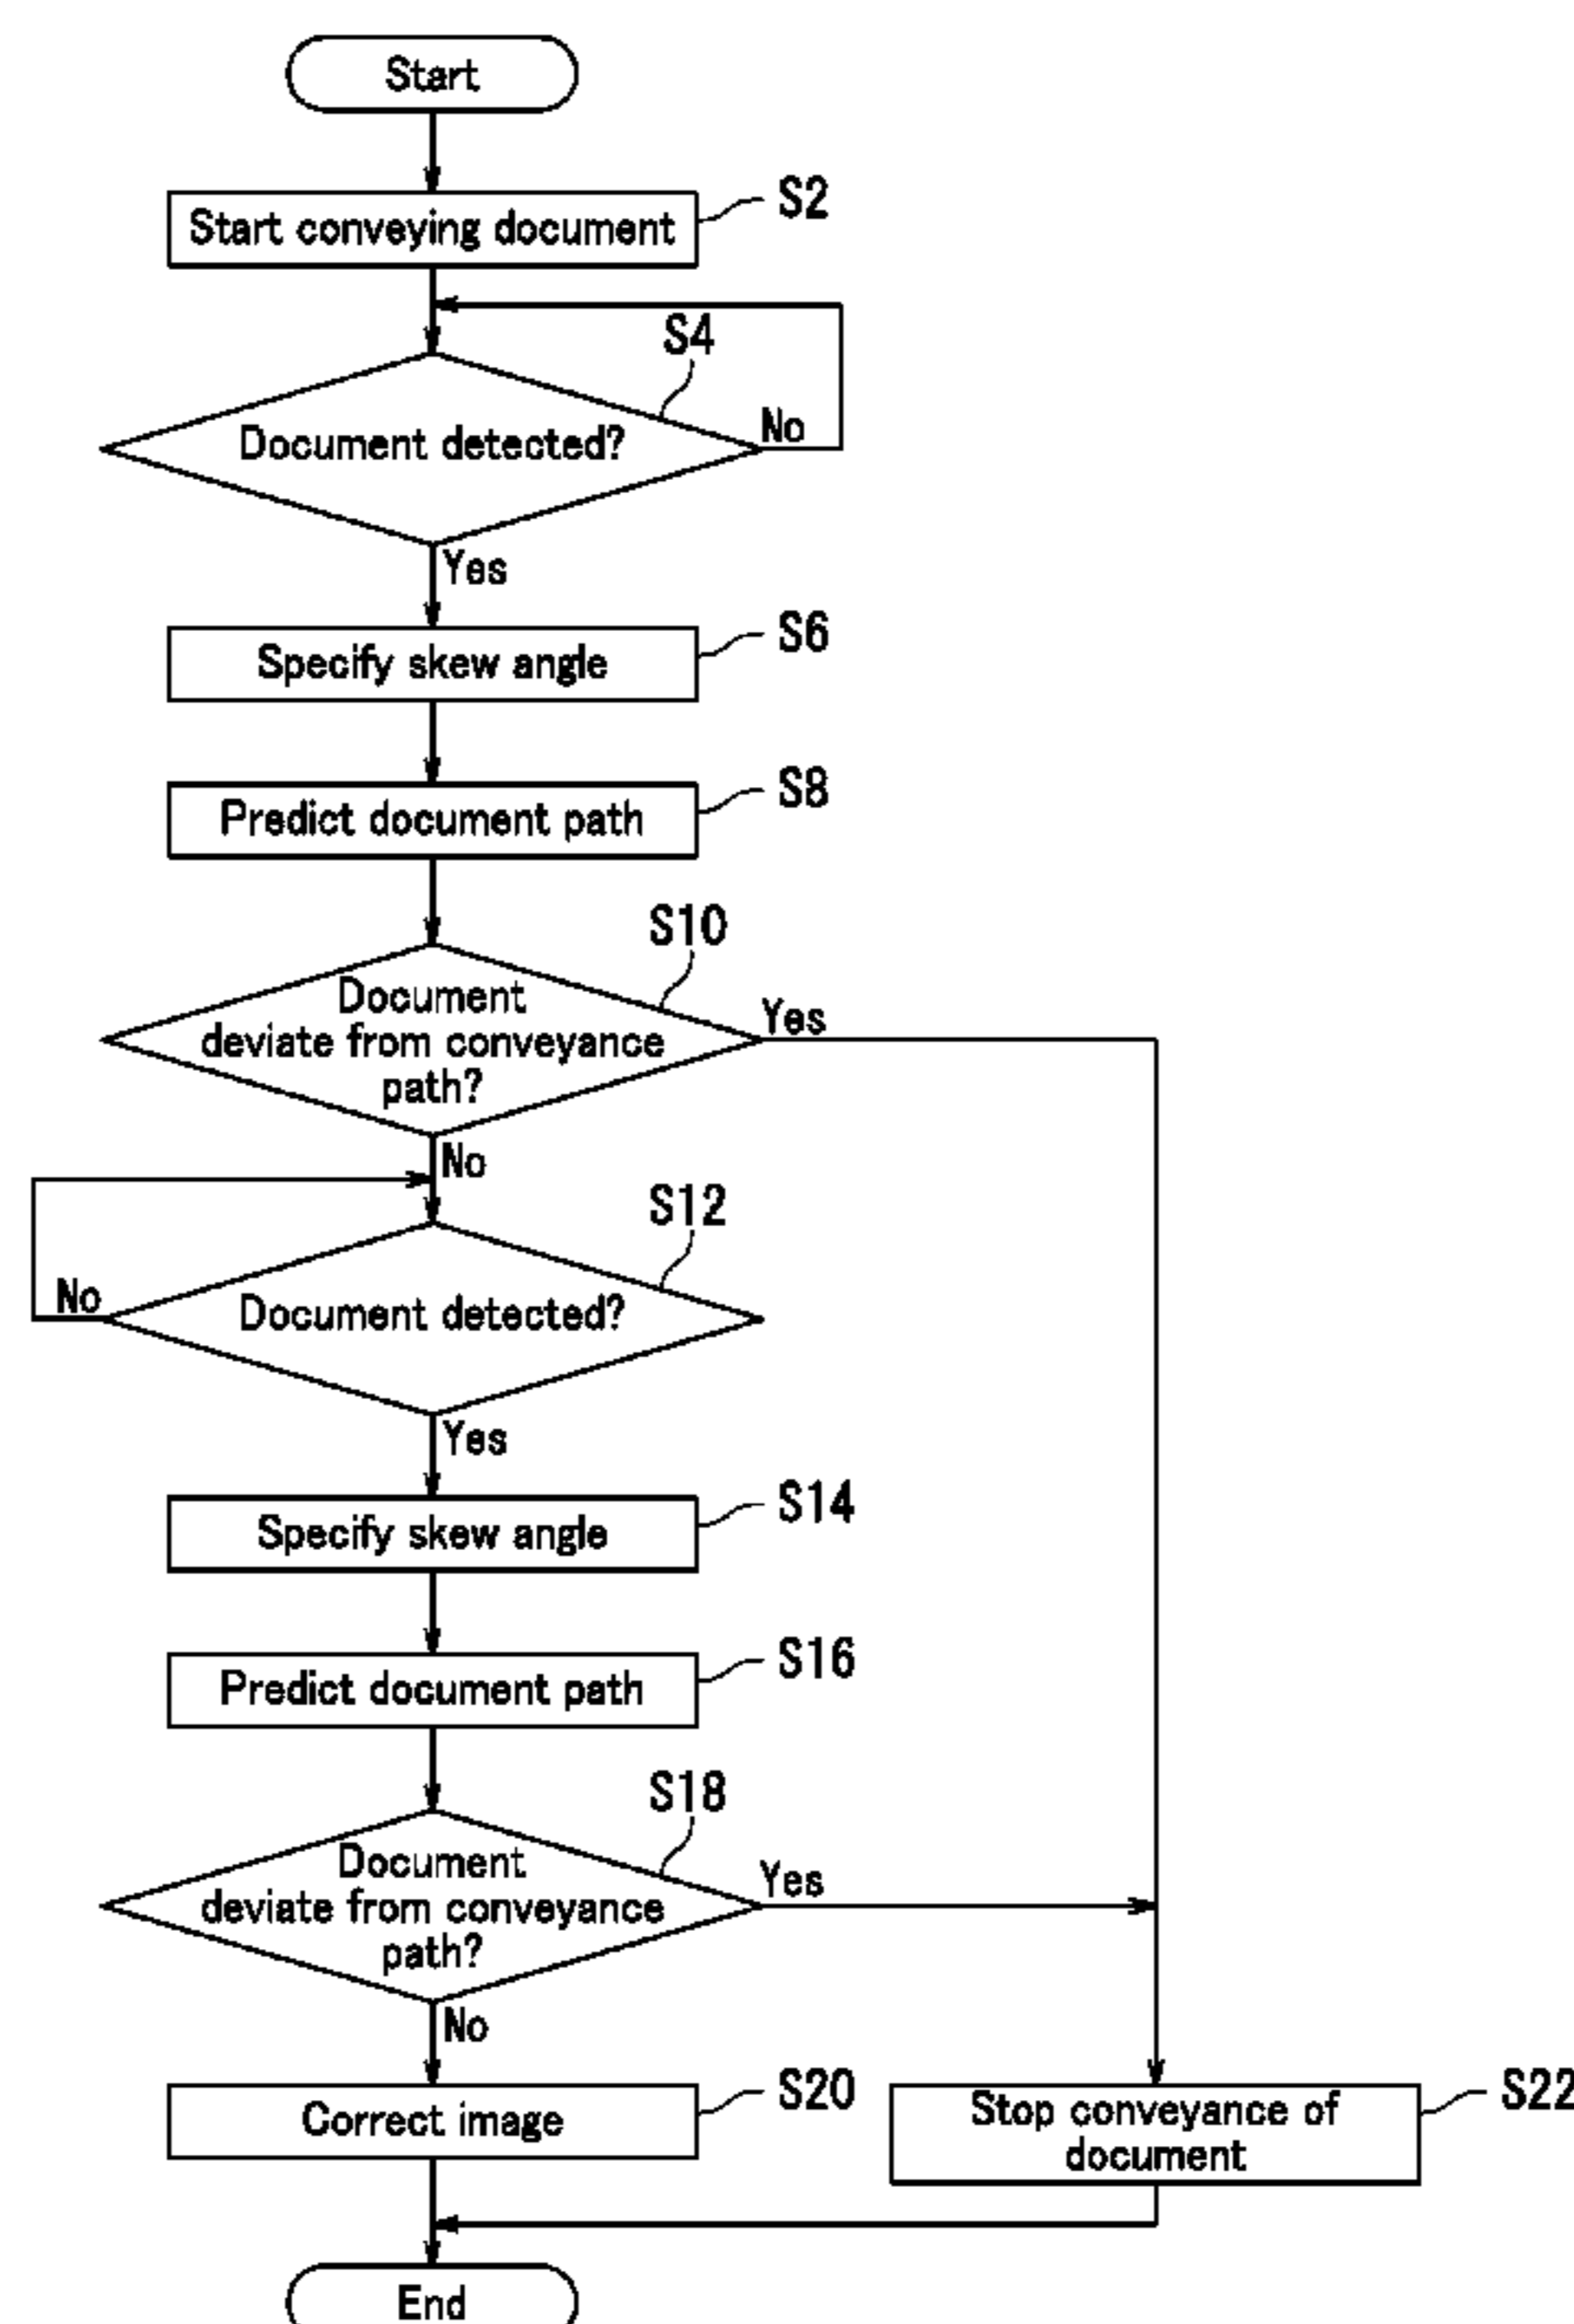 Start
Start conveying document
S2
S4
Document detected?
No
Yes
Specify skew angle
S6
Predict document path
S8
S10
Document
deviate from conveyance
path?
Yes
No
S12
Document detected?
No
Yes
Specify skew angle
S14
Predict document path
S16
S18
Document
deviate from conveyance
path?
Yes
No
Correct image
S20
Stop conveyance of
document
S22
End